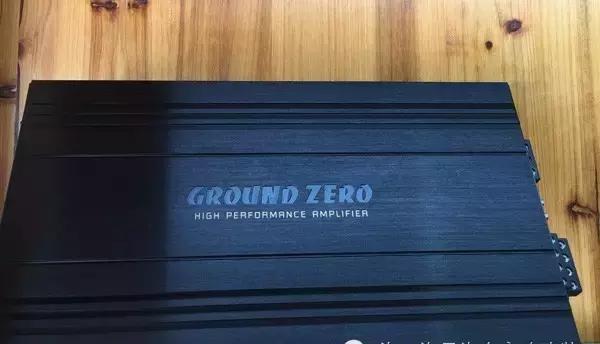 GROUND ZERO
HIGH PERFORMANCE AMPLIFIER